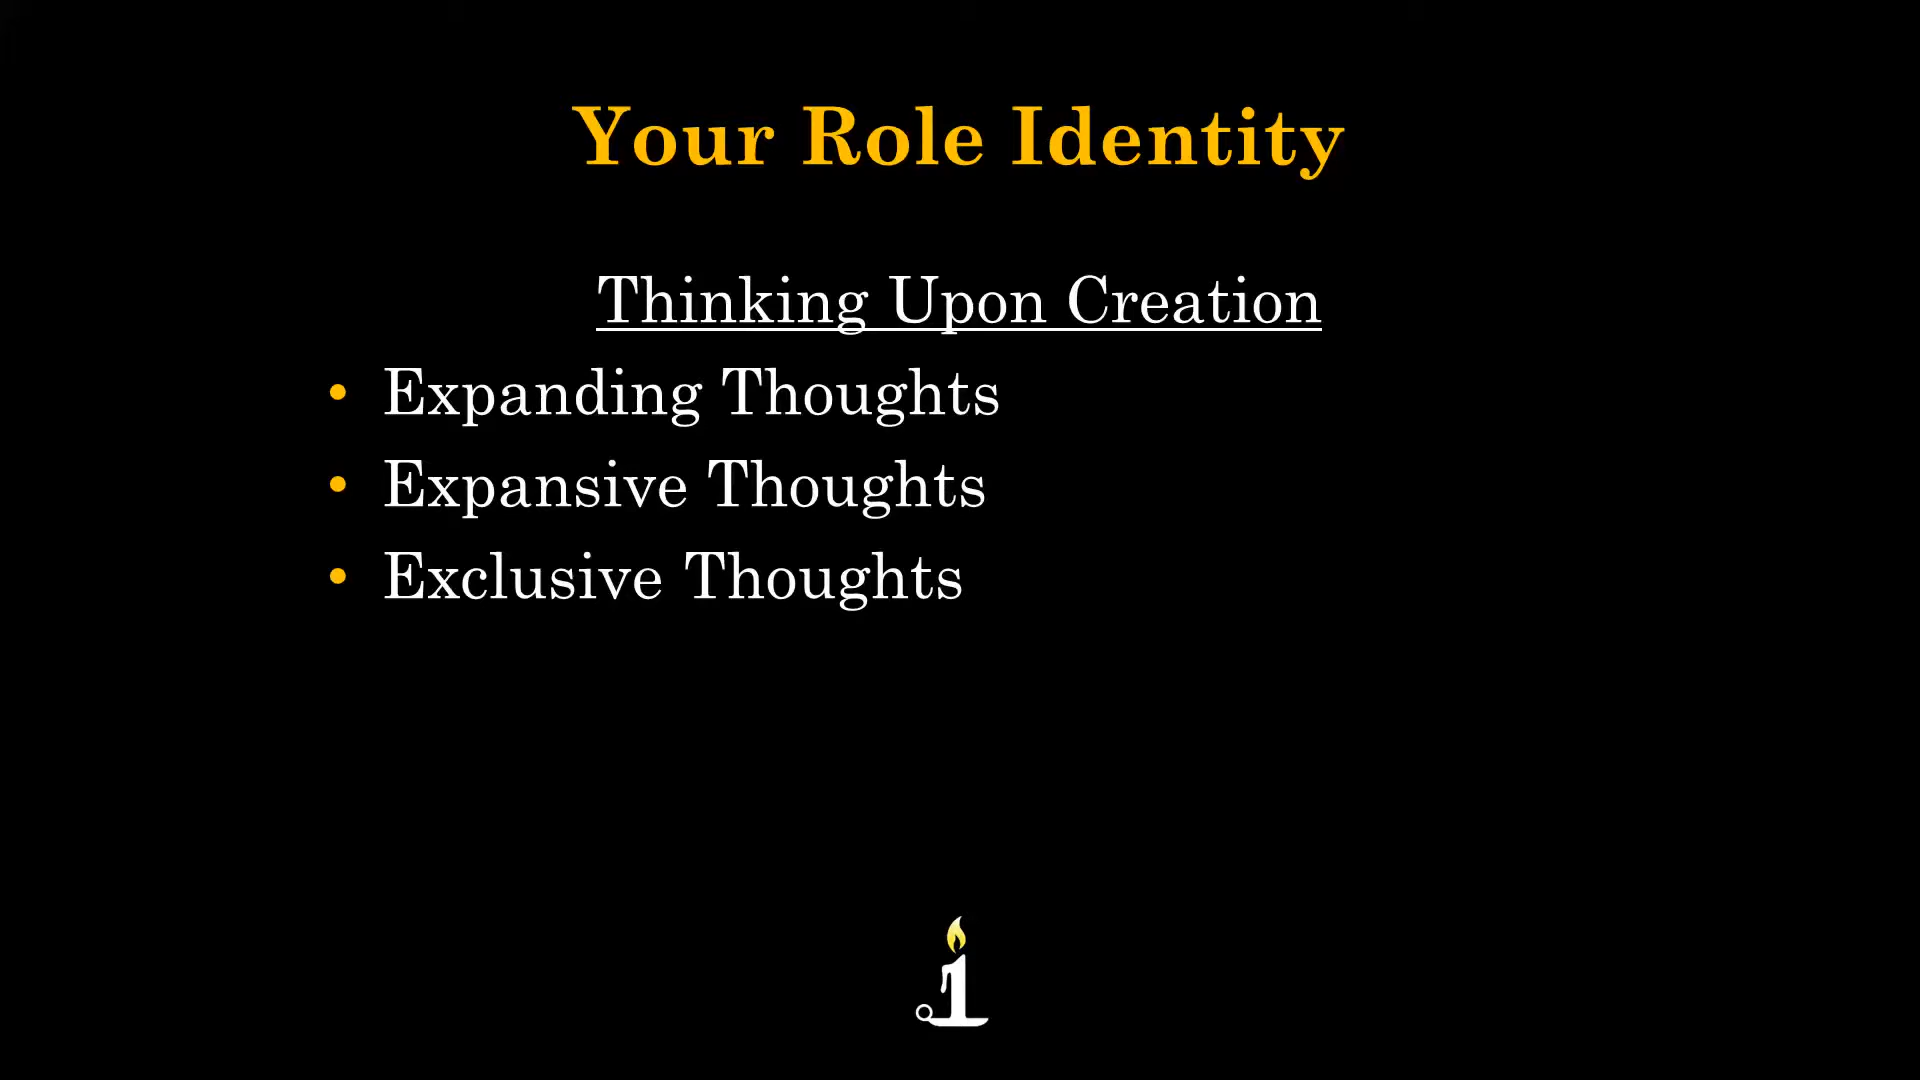 Your Role Identity
Thinking Upon Creation
• Expanding Thoughts
• Expansive Thoughts
• Exclusive Thoughts